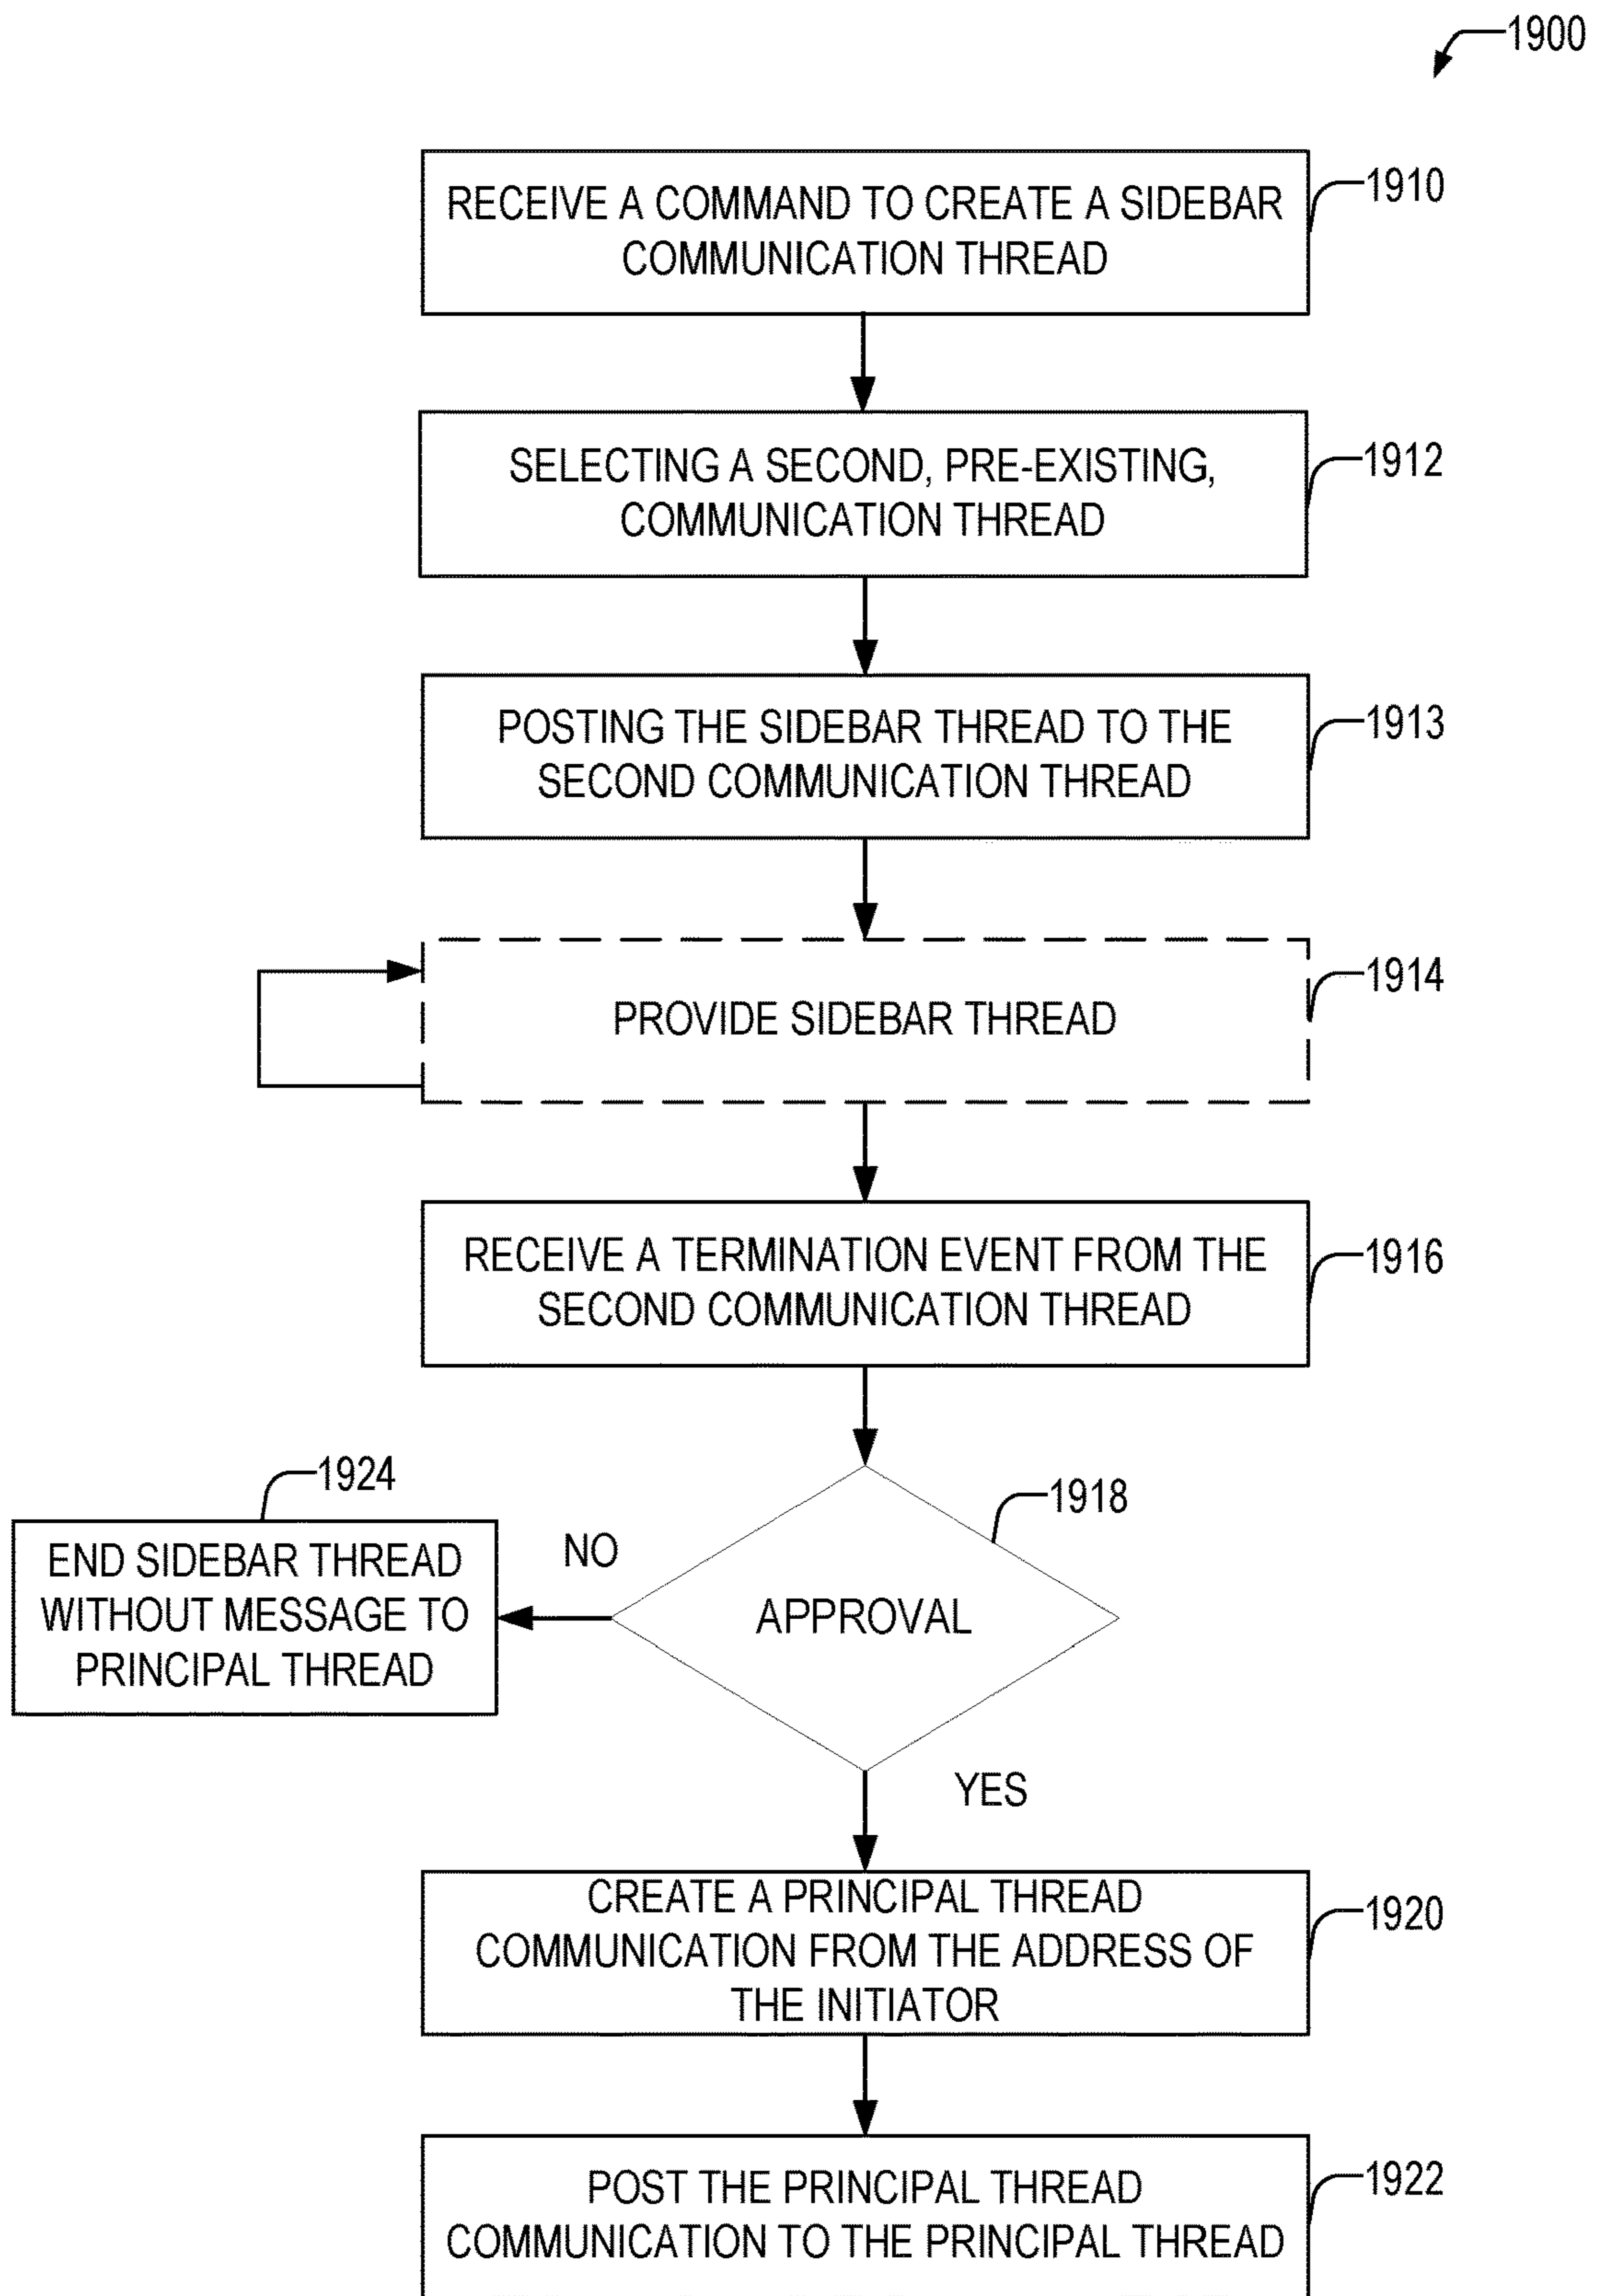 1900
RECEIVE A COMMAND TO CREATE A SIDEBAR
COMMUNICATION THREAD
1910
SELECTING A SECOND, PRE-EXISTING,
COMMUNICATION THREAD
1912
POSTING THE SIDEBAR THREAD TO THE
SECOND COMMUNICATION THREAD
1913
PROVIDE SIDEBAR THREAD
1914
RECEIVE A TERMINATION EVENT FROM THE
SECOND COMMUNICATION THREAD
1916
1924
END SIDEBAR THREAD
WITHOUT MESSAGE TO
PRINCIPAL THREAD
NO
APPROVAL
1918
YES
CREATE A PRINCIPAL THREAD
COMMUNICATION FROM THE ADDRESS OF
THE INITIATOR
1920
POST THE PRINCIPAL THREAD
COMMUNICATION TO THE PRINCIPAL THREAD
1922